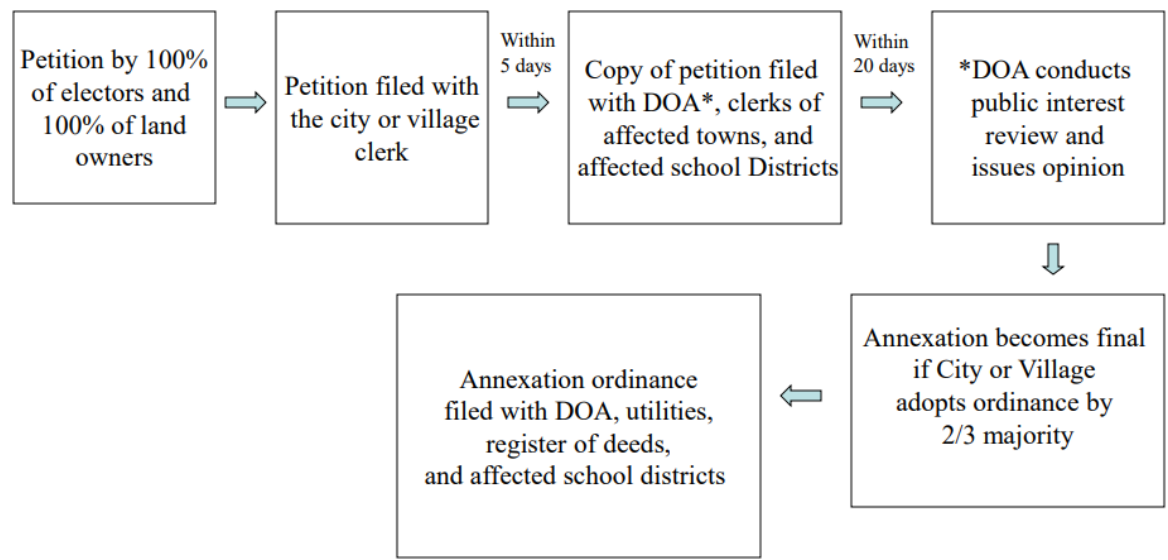 Petition by 100%
of electors and
100% of land
owners
Petition filed with
the city or village
clerk
Within
5 days
Copy of petition filed
with DOA*, clerks of
affected towns, and
affected school Districts
Within
20 days
*DOA conducts
public interest
review and
issues opinion
Annexation becomes final
if City or Village
adopts ordinance by
2/3 majority
Annexation ordinance
filed with DOA, utilities,
register of deeds,
and affected school districts